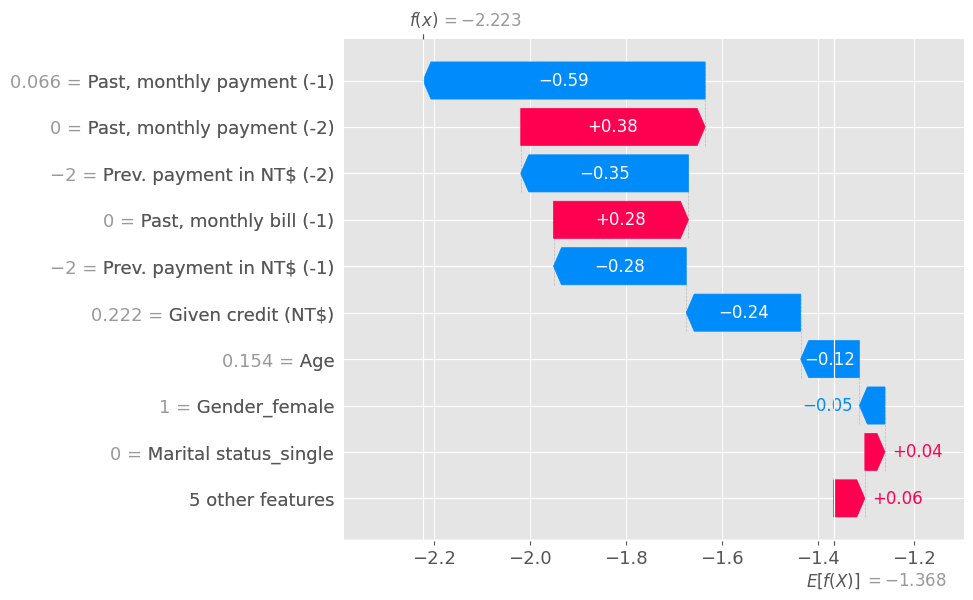 f(x) = −2.223
0.066 = Past, monthly payment (-1)
−0.59
0 = Past, monthly payment (-2)
+0.38
−2 = Prev. payment in NT$ (-2)
−0.35
0 = Past, monthly bill (-1)
+0.28
−2 = Prev. payment in NT$ (-1)
−0.28
0.222 = Given credit (NT$)
−0.24
0.154 = Age
−0.12
1 = Gender_female
−0.05
0 = Marital status_single
+0.04
5 other features
+0.06
−2.2 −2.0 −1.8 −1.6 −1.4 −1.2
E[f(X)] = −1.368